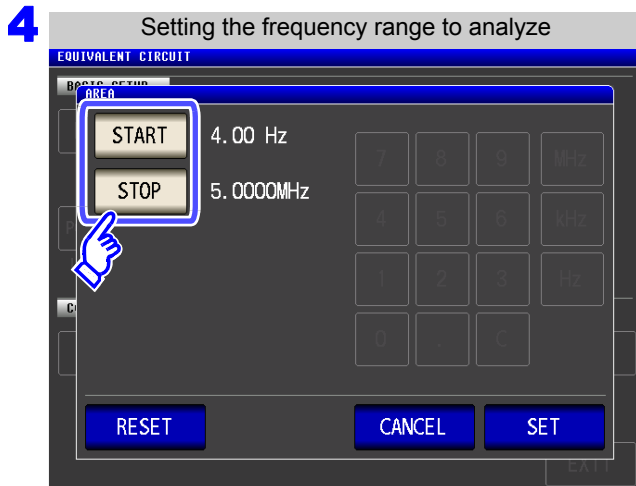 4
Setting the frequency range to analyze
EQUIVALENT CIRCUIT
AREA
START 4.00 Hz
STOP 5.0000MHz
7 8 9 MHz
4 5 6 kHz
1 2 3 Hz
0 . C
RESET CANCEL SET
EXIT